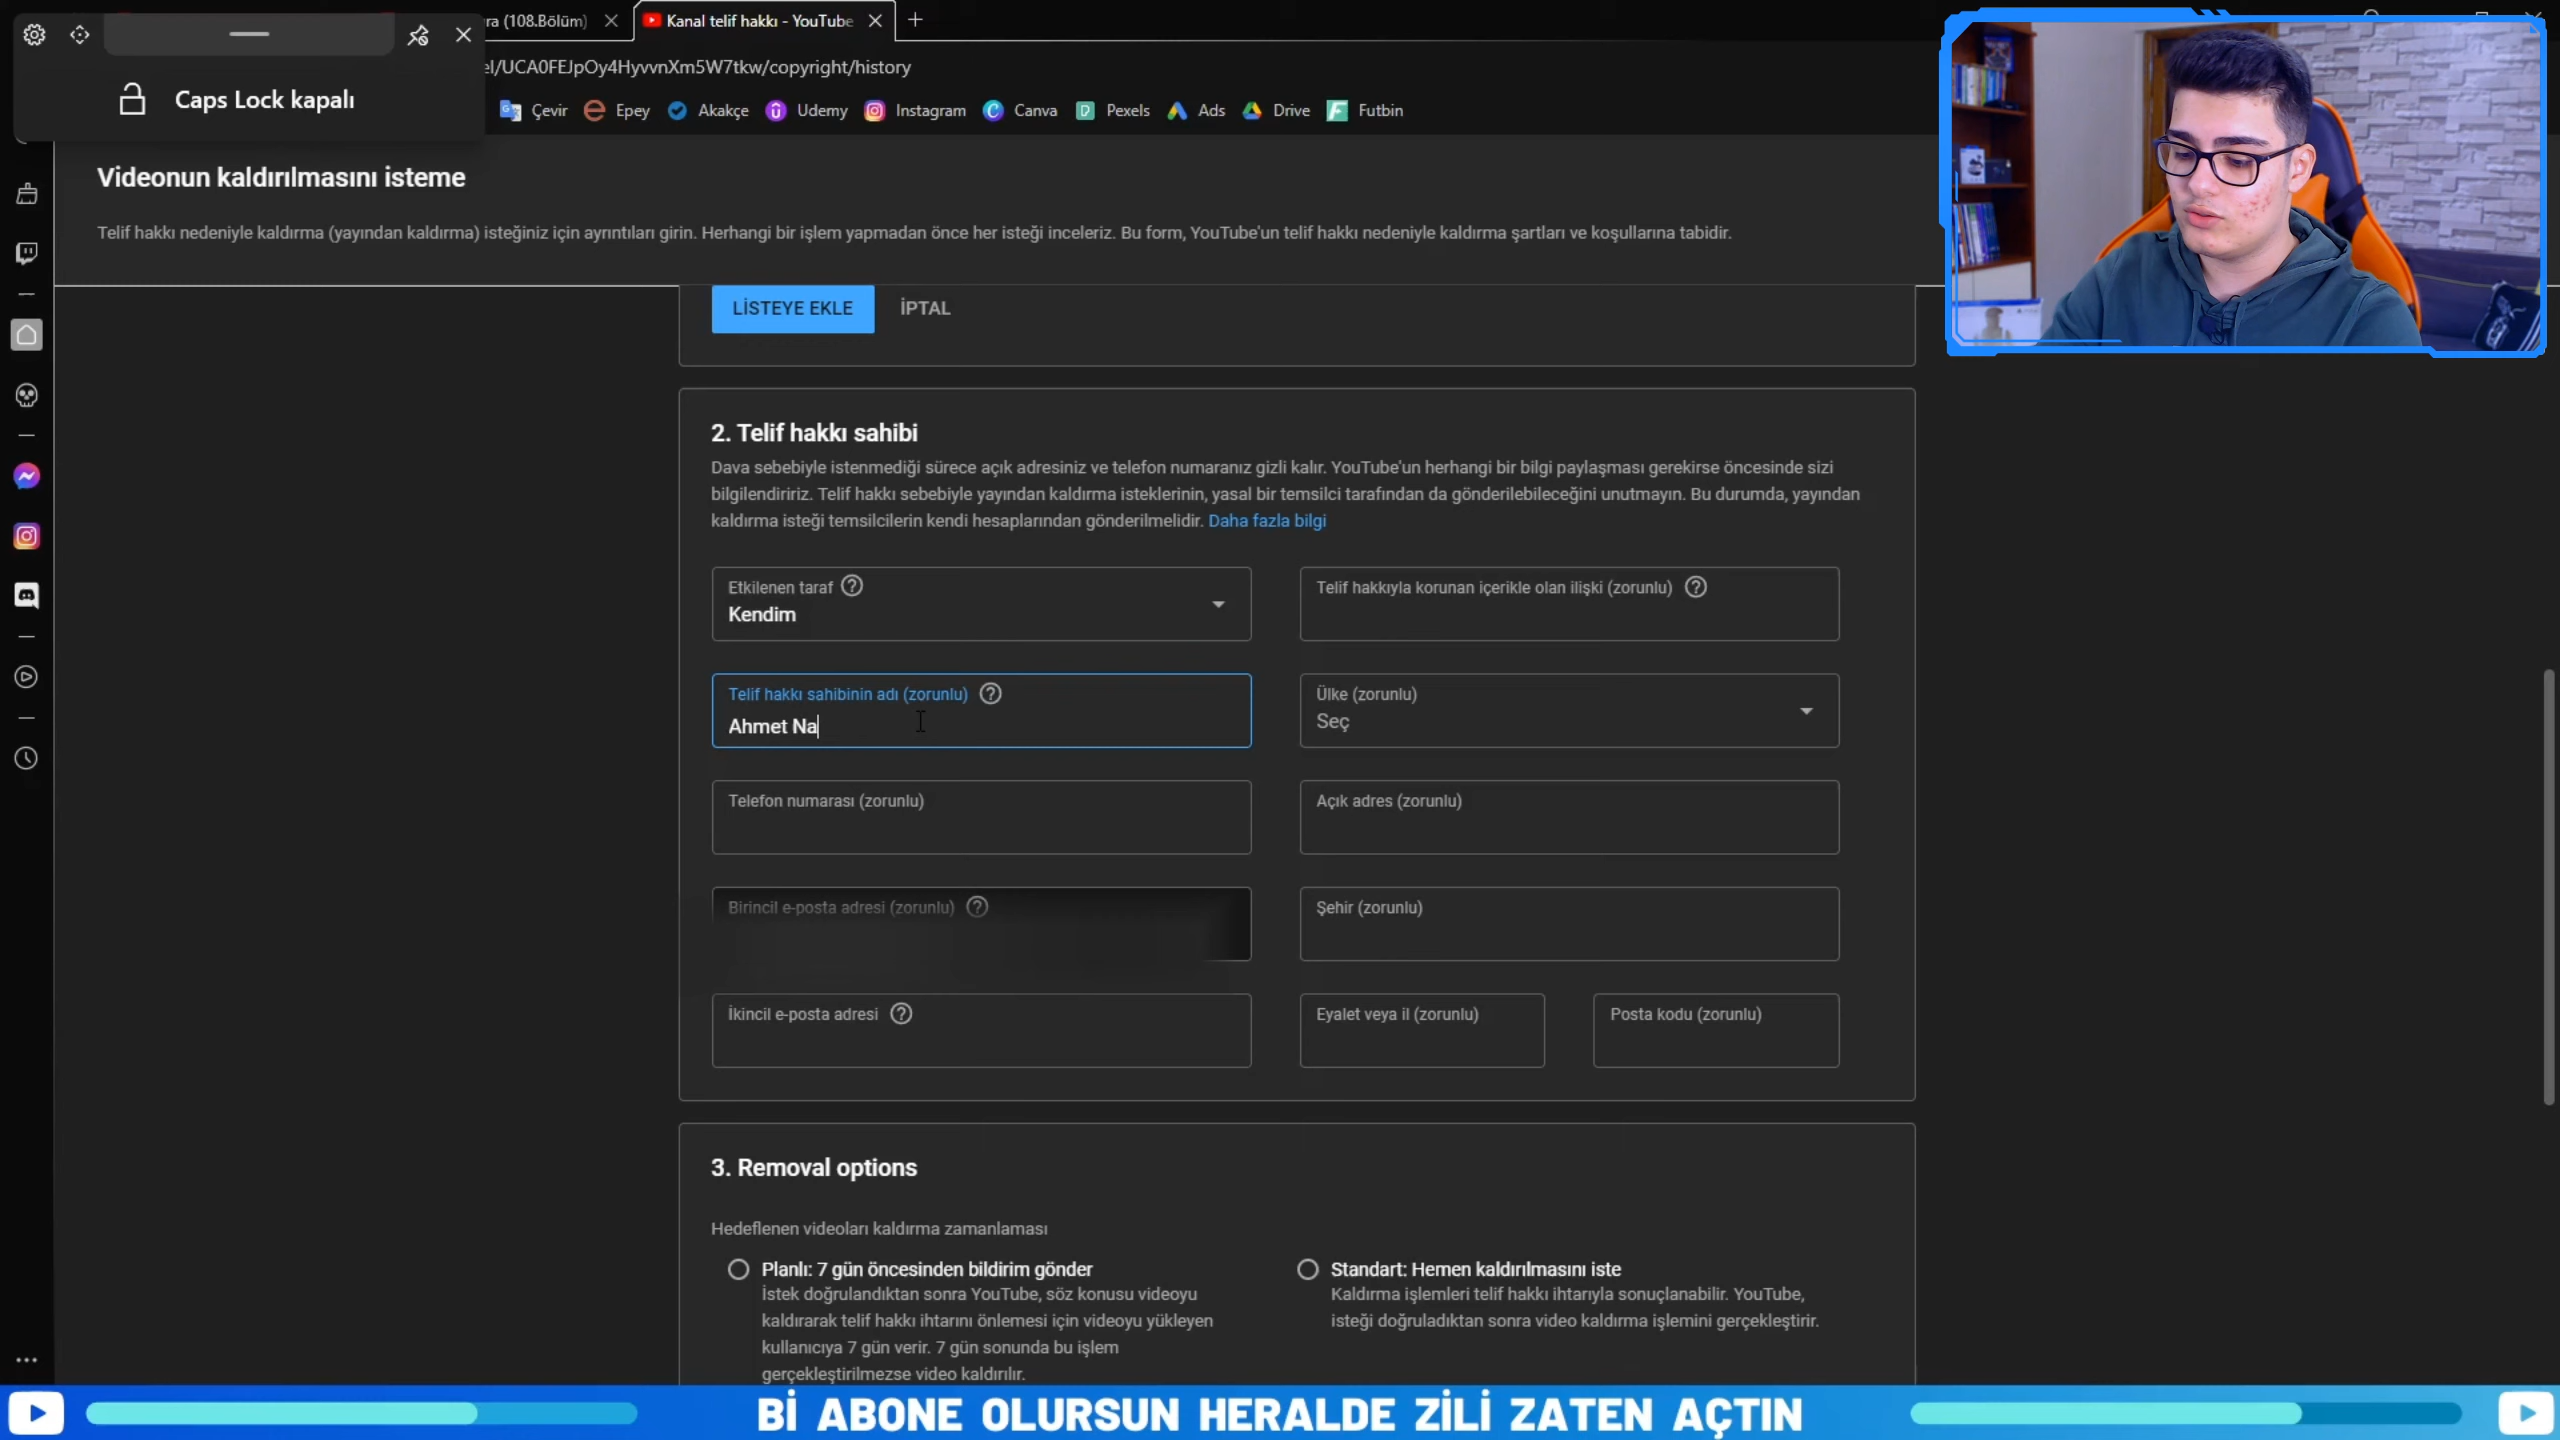 ra (108.Bölüm)
Kanal telif hakkı - YouTube
Caps Lock kapalı
el/UCA0FEJpOy4HyvvnXm5W7tkw/copyright/history
Çevir
Epey
Akakçe
Udemy
Instagram
Canva
Pexels
Ads
Drive
Futbin
Videonun kaldırılmasını isteme
Telif hakkı nedeniyle kaldırma (yayından kaldırma) isteğiniz için ayrıntıları girin. Herhangi bir işlem yapmadan önce her isteği inceleriz. Bu form, YouTube'un telif hakkı nedeniyle kaldırma şartları ve koşullarına tabidir.
LİSTEYE EKLE
İPTAL
2. Telif hakkı sahibi
Dava sebebiyle istenmediği sürece açık adresiniz ve telefon numaranız gizli kalır. YouTube'un herhangi bir bilgi paylaşması gerekirse öncesinde sizi
bilgilendiririz. Telif hakkı sebebiyle yayından kaldırma isteklerinin, yasal bir temsilci tarafından da gönderilebileceğini unutmayın. Bu durumda, yayından
kaldırma isteği temsilcilerin kendi hesaplarından gönderilmelidir. Daha fazla bilgi
Etkilenen taraf
Kendim
Telif hakkıyla korunan içerikle olan ilişki (zorunlu)
Telif hakkı sahibinin adı (zorunlu)
Ahmet Na
Ülke (zorunlu)
Seç
Telefon numarası (zorunlu)
Açık adres (zorunlu)
Birincil e-posta adresi (zorunlu)
Şehir (zorunlu)
İkincil e-posta adresi
Eyalet veya il (zorunlu)
Posta kodu (zorunlu)
3. Removal options
Hedeflenen videoları kaldırma zamanlaması
Planlı: 7 gün öncesinden bildirim gönder
İstek doğrulandıktan sonra YouTube, söz konusu videoyu
kaldırarak telif hakkı ihtarını önlemesi için videoyu yükleyen
kullanıcıya 7 gün verir. 7 gün sonunda bu işlem
gerçekleştirilmezse video kaldırılır.
Standart: Hemen kaldırılmasını iste
Kaldırma işlemleri telif hakkı ihtarıyla sonuçlanabilir. YouTube,
isteği doğruladıktan sonra video kaldırma işlemini gerçekleştirir.
Bİ ABONE OLURSUN HERALDE ZİLİ ZATEN AÇTIN